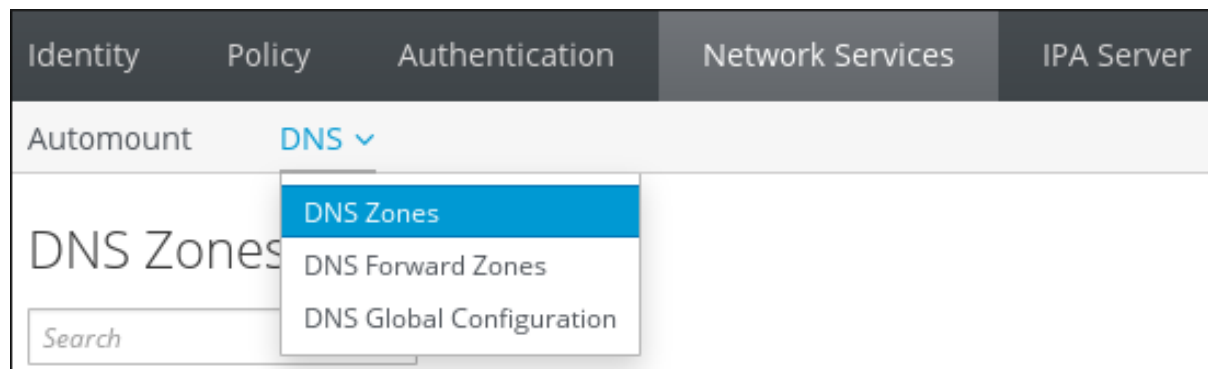 Identity Policy Authentication Network Services IPA Server
Automount DNS
DNS Zones
DNS Zones
DNS Forward Zones
DNS Global Configuration
Search